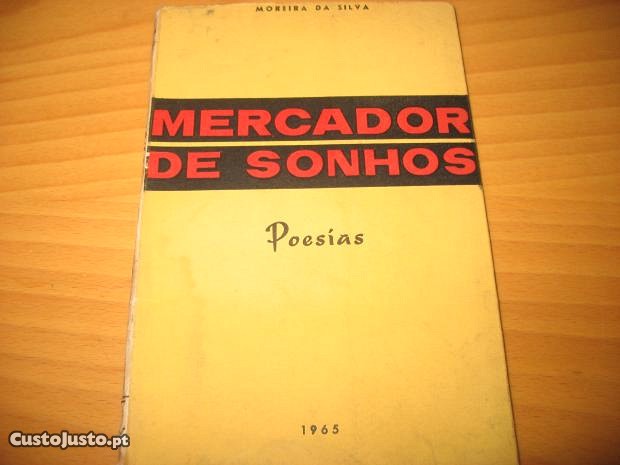 MOREIRA DA SILVA
MERCADOR
DE SONHOS
Poesias
1965
CustoJusto.pt